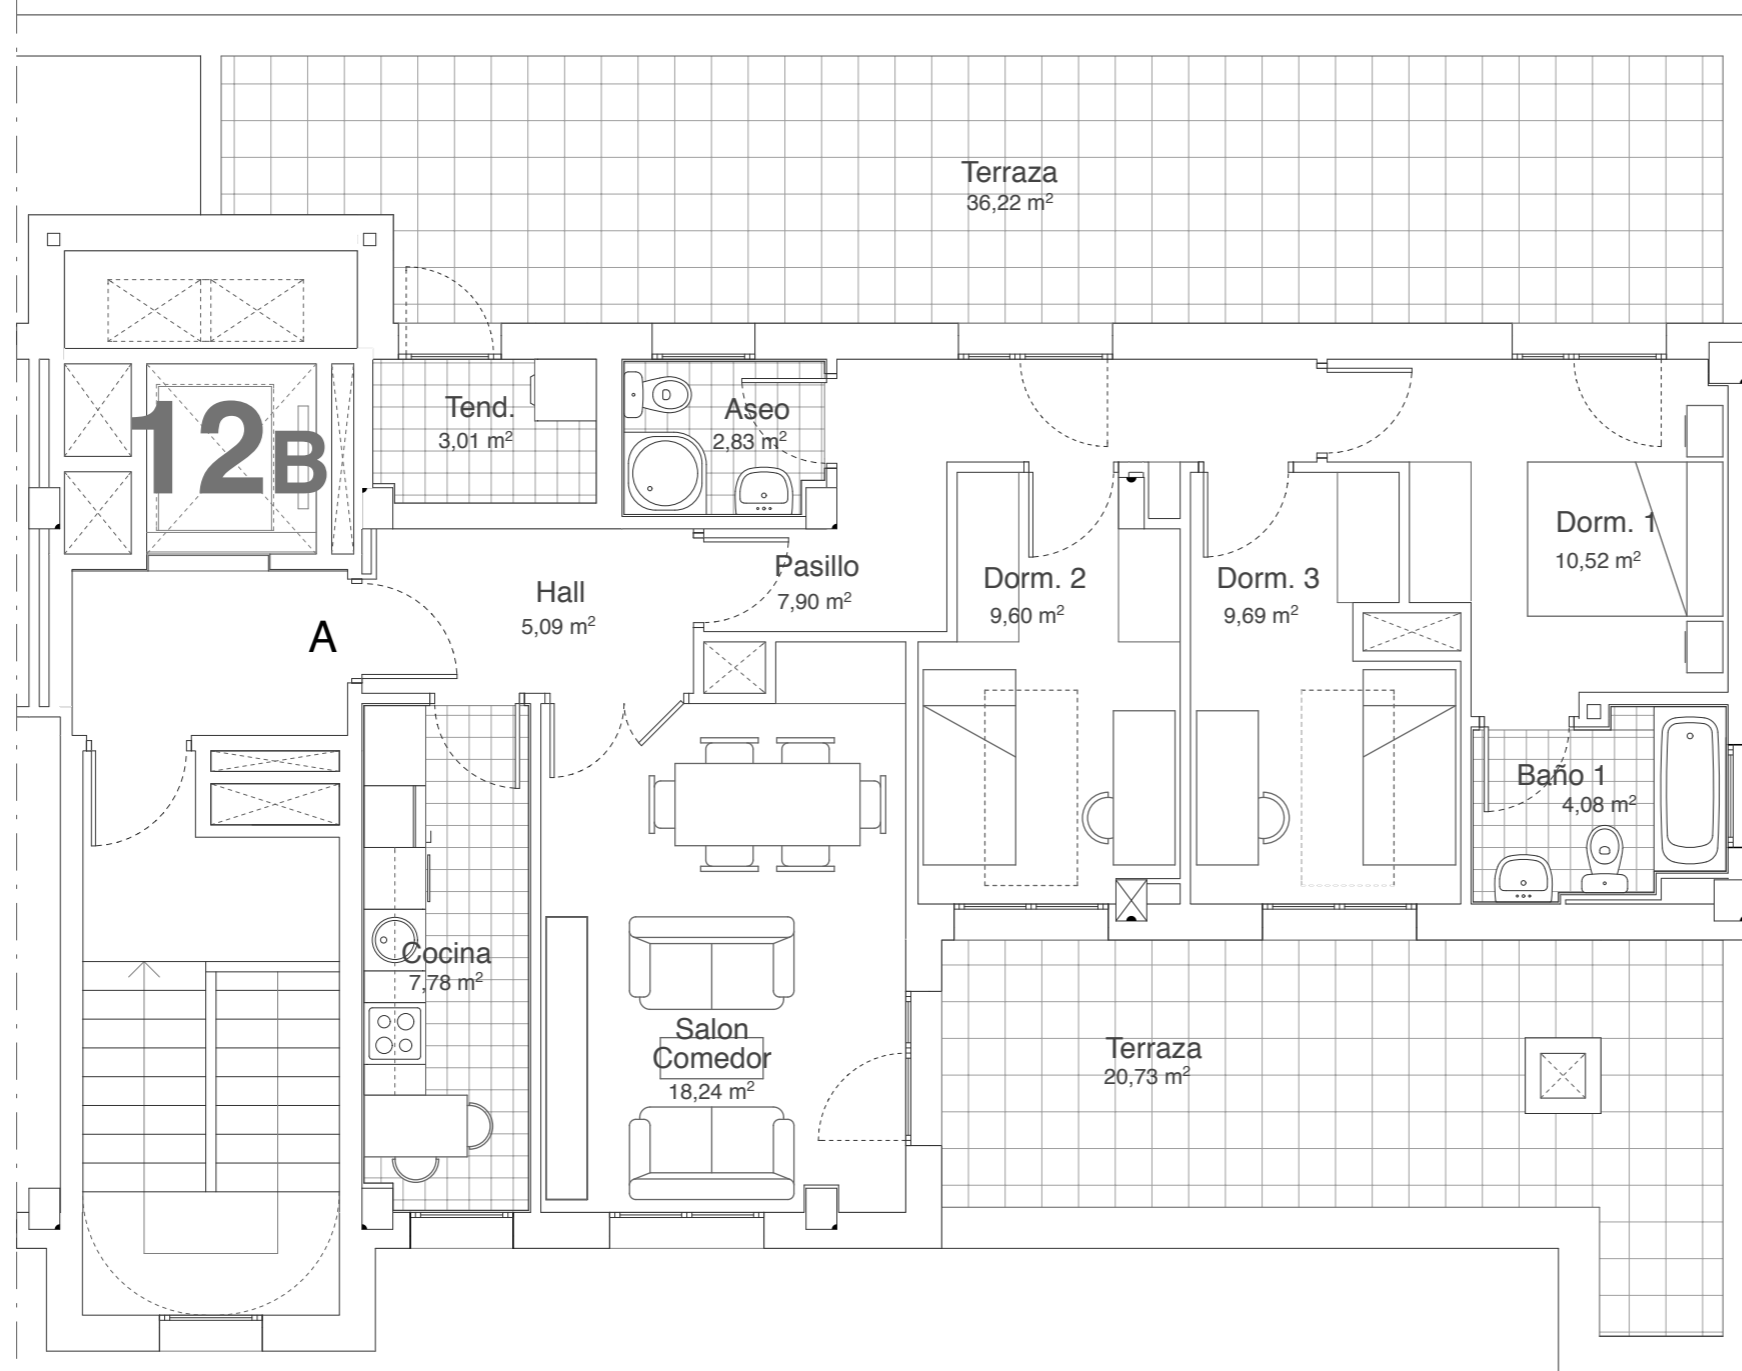 Terraza
36,22 m²
12B
Tend.
3,01 m²
Aseo
2,83 m²
Dorm. 1
10,52 m²
Pasillo
7,90 m²
Dorm. 2
9,60 m²
Dorm. 3
9,69 m²
Hall
5,09 m²
A
Baño 1
4,08 m²
Cocina
7,78 m²
Salon
Comedor
18,24 m²
Terraza
20,73 m²